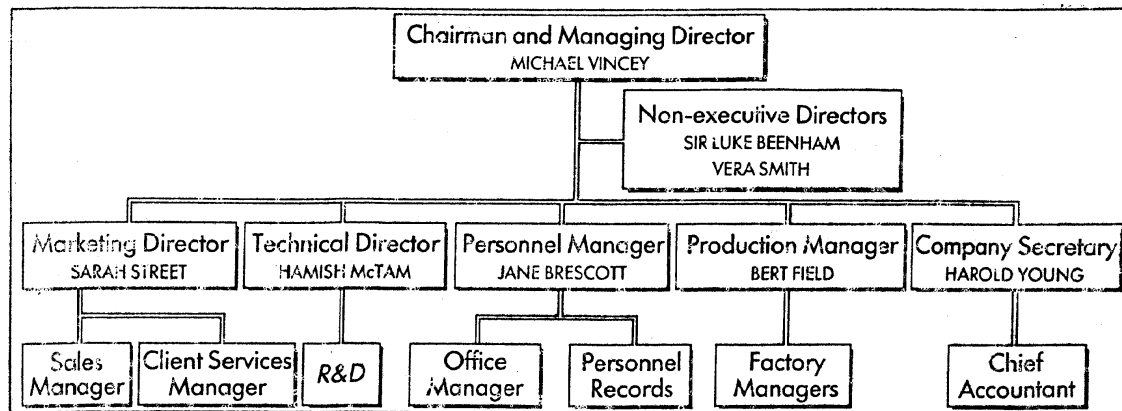 Chairman and Managing Director
MICHAEL VINCEY
Non-executive Directors
SIR LUKE BEENHAM
VERA SMITH
Marketing Director
SARAH STREET
Technical Director
HAMISH McTAM
Personnel Manager
JANE BRESCOTT
Production Manager
BERT FIELD
Company Secretary
HAROLD YOUNG
Sales
Manager
Client Services
Manager
R&D
Office
Manager
Personnel
Records
Factory
Managers
Chief
Accountant